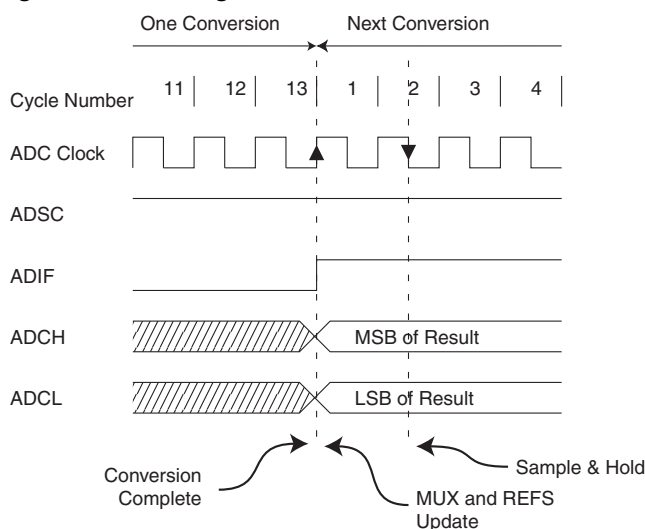 One Conversion Next Conversion
Cycle Number 11 12 13 1 2 3 4
ADC Clock
ADSC
ADIF
ADCH MSB of Result
ADCL LSB of Result
Conversion
Complete
MUX and REFS
Update
Sample & Hold